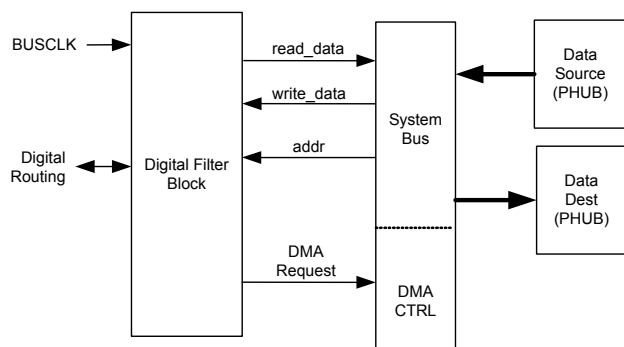 BUSCLK
Digital
Routing
Digital Filter
Block
read_data
write_data
addr
DMA
Request
System
Bus
DMA
CTRL
Data
Source
(PHUB)
Data
Dest
(PHUB)